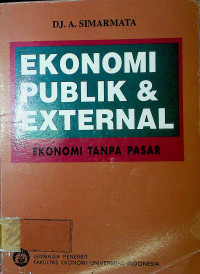 DJ. A. SIMARMATA
EKONOMI
PUBLIK &
EXTERNAL
EKONOMI TANPA PASAR
LEMBAGA PENERBIT
FAKULTAS EKONOMI UNIVERSITAS INDONESIA